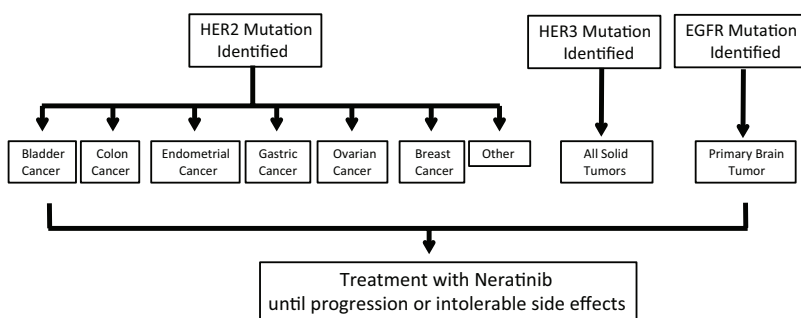 HER2 Mutation
Identified
HER3 Mutation
Identified
EGFR Mutation
Identified
Bladder
Cancer
Colon
Cancer
Endometrial
Cancer
Gastric
Cancer
Ovarian
Cancer
Breast
Cancer
Other
All Solid
Tumors
Primary Brain
Tumor
Treatment with Neratinib
until progression or intolerable side effects